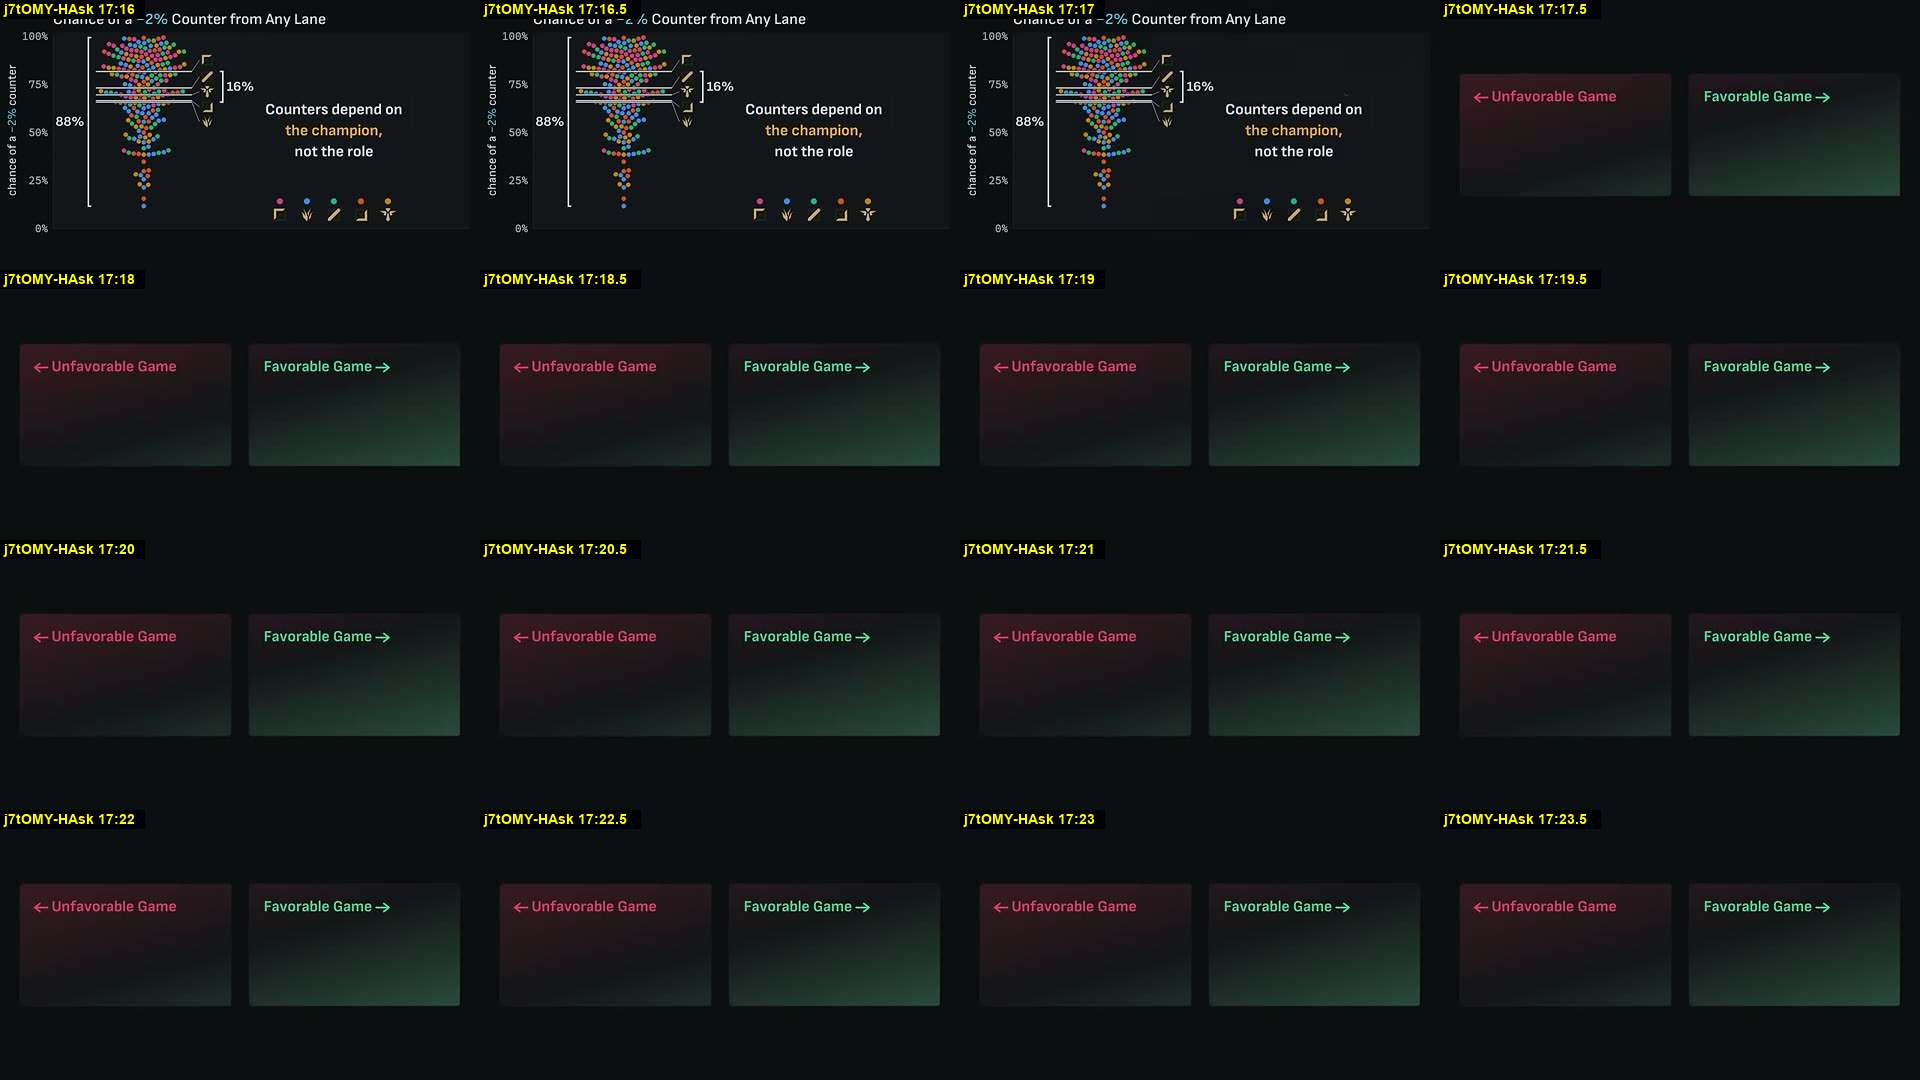 j7tOMY-HAsk 17:16
Chance of a -2% Counter from Any Lane
chance of a -2% counter
100%
75%
50%
25%
0%
88%
16%
Counters depend on
the champion,
not the role
j7tOMY-HAsk 17:16.5
Chance of a -2% Counter from Any Lane
chance of a -2% counter
100%
75%
50%
25%
0%
88%
16%
Counters depend on
the champion,
not the role
j7tOMY-HAsk 17:17
Chance of a -2% Counter from Any Lane
chance of a -2% counter
100%
75%
50%
25%
0%
88%
16%
Counters depend on
the champion,
not the role
j7tOMY-HAsk 17:17.5
← Unfavorable Game
Favorable Game →
j7tOMY-HAsk 17:18
← Unfavorable Game
Favorable Game →
j7tOMY-HAsk 17:18.5
← Unfavorable Game
Favorable Game →
j7tOMY-HAsk 17:19
← Unfavorable Game
Favorable Game →
j7tOMY-HAsk 17:19.5
← Unfavorable Game
Favorable Game →
j7tOMY-HAsk 17:20
← Unfavorable Game
Favorable Game →
j7tOMY-HAsk 17:20.5
← Unfavorable Game
Favorable Game →
j7tOMY-HAsk 17:21
← Unfavorable Game
Favorable Game →
j7tOMY-HAsk 17:21.5
← Unfavorable Game
Favorable Game →
j7tOMY-HAsk 17:22
← Unfavorable Game
Favorable Game →
j7tOMY-HAsk 17:22.5
← Unfavorable Game
Favorable Game →
j7tOMY-HAsk 17:23
← Unfavorable Game
Favorable Game →
j7tOMY-HAsk 17:23.5
← Unfavorable Game
Favorable Game →